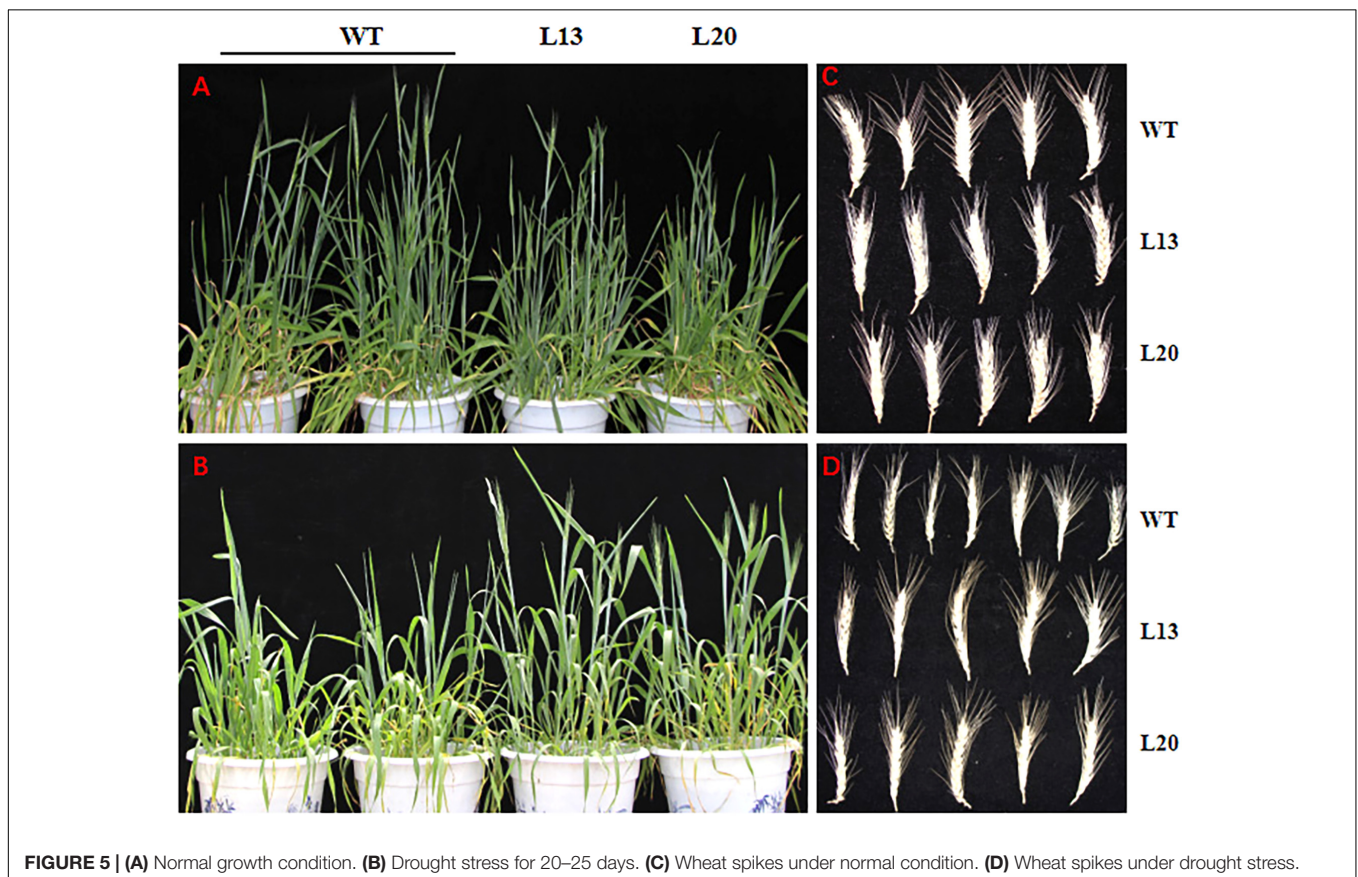 WT L13 L20
A
C
WT
L13
L20
B
D
WT
L13
L20
FIGURE 5 | (A) Normal growth condition. (B) Drought stress for 20–25 days. (C) Wheat spikes under normal condition. (D) Wheat spikes under drought stress.